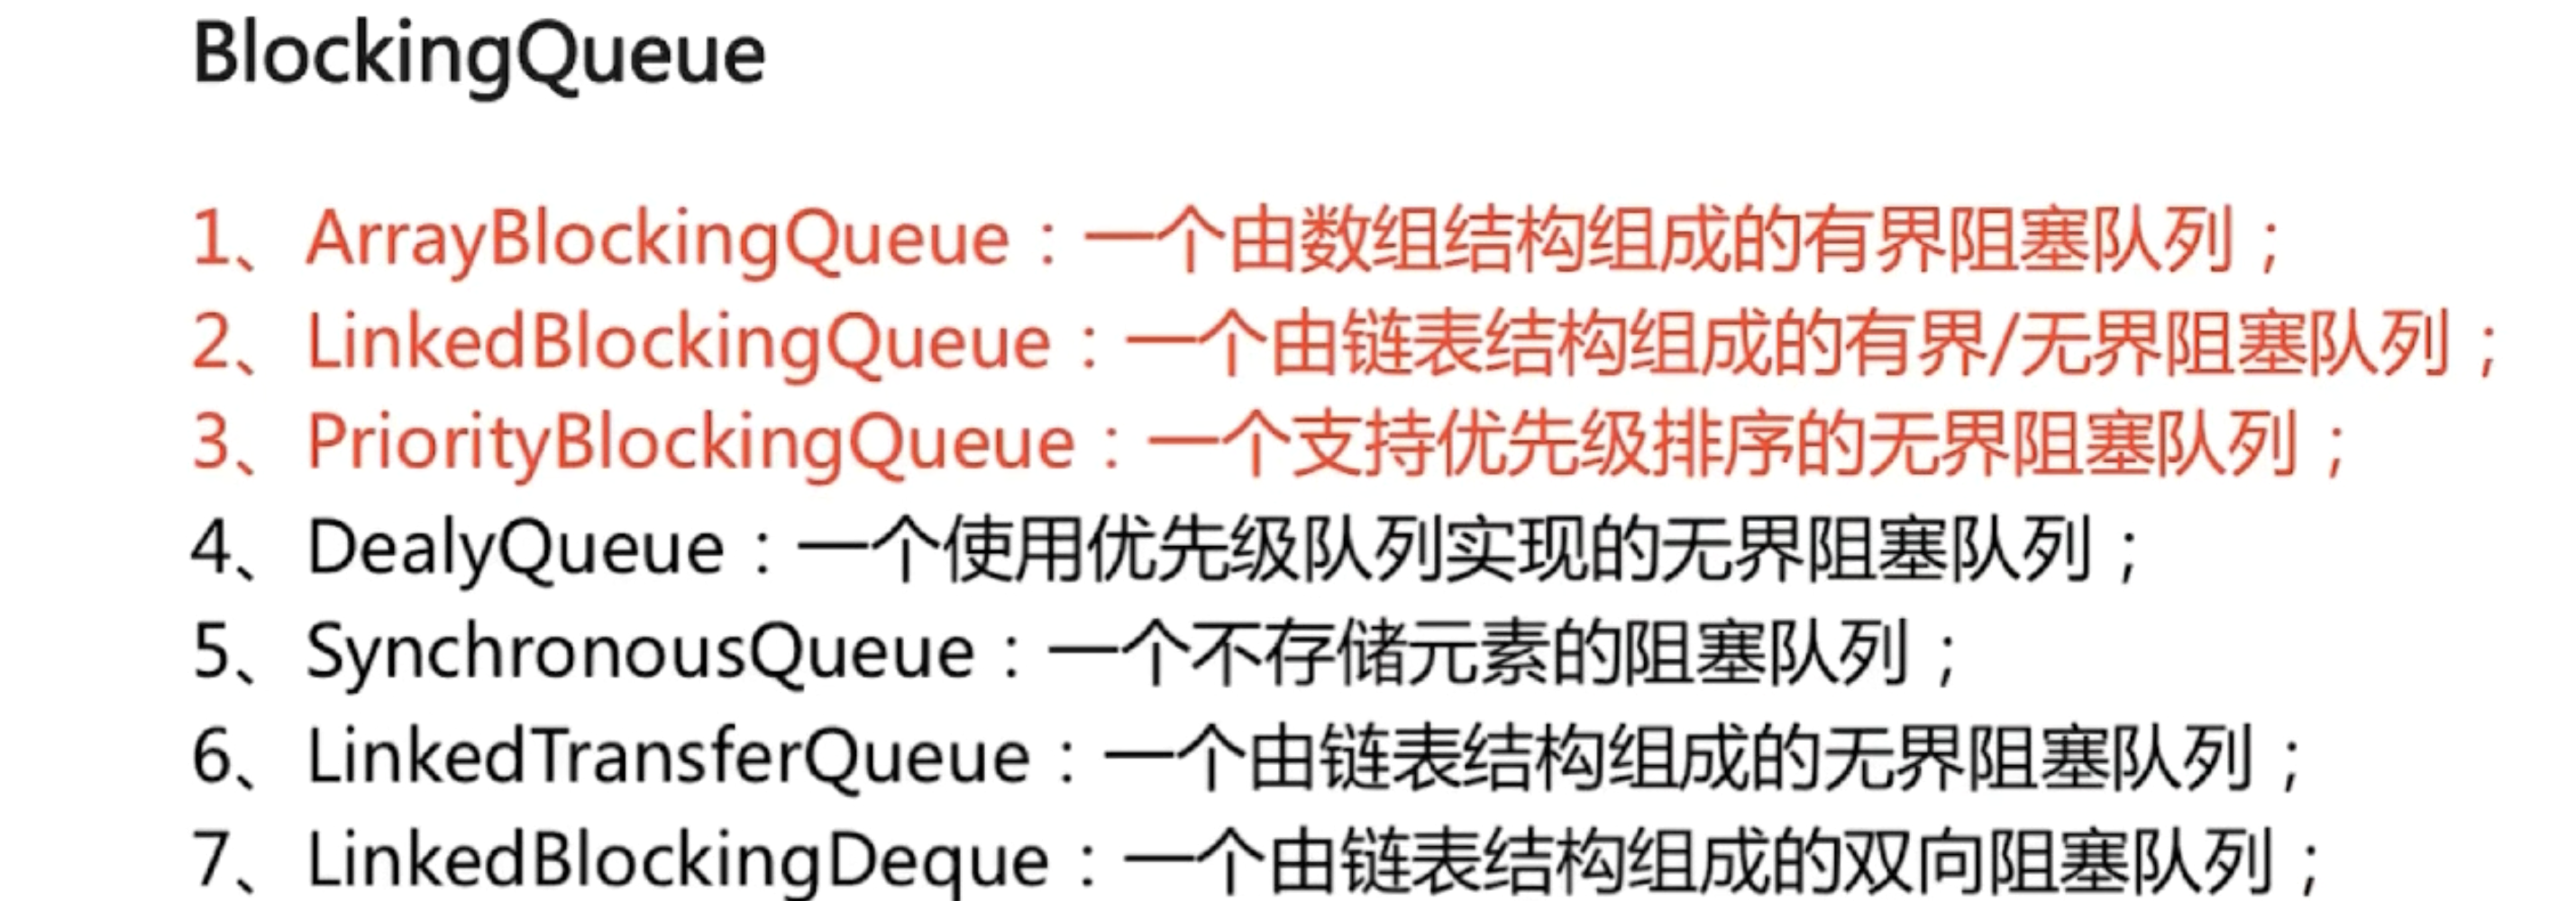 BlockingQueue
1、ArrayBlockingQueue：一个由数组结构组成的有界阻塞队列；
2、LinkedBlockingQueue：一个由链表结构组成的有界/无界阻塞队列；
3、PriorityBlockingQueue：一个支持优先级排序的无界阻塞队列；
4、DealyQueue：一个使用优先级队列实现的无界阻塞队列；
5、SynchronousQueue：一个不存储元素的阻塞队列；
6、LinkedTransferQueue：一个由链表结构组成的无界阻塞队列；
7、LinkedBlockingDeque：一个由链表结构组成的双向阻塞队列；